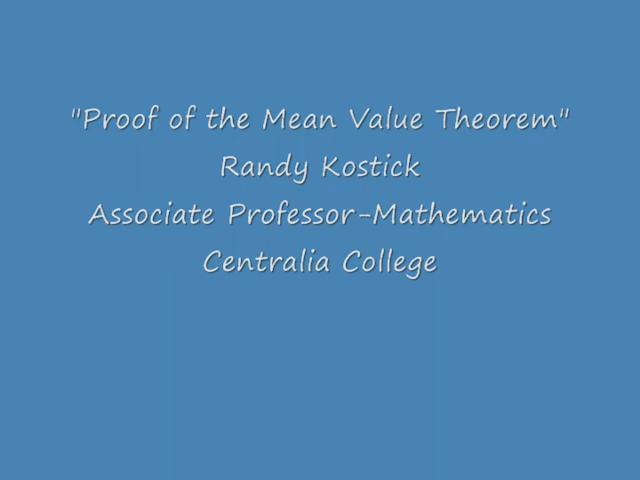 "Proof of the Mean Value Theorem"
Randy Kostick
Associate Professor-Mathematics
Centralia College